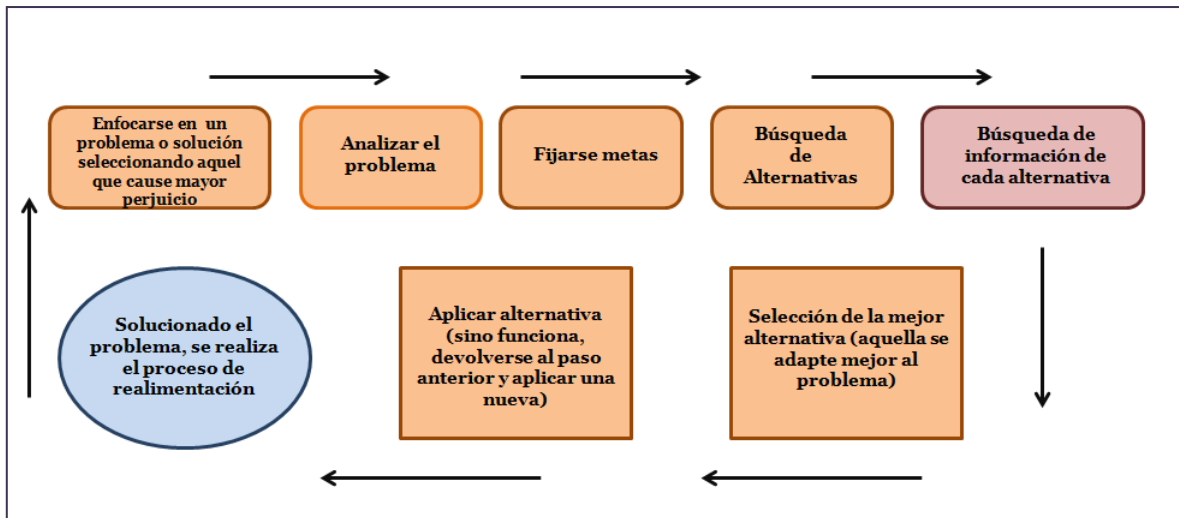 Enfocarse en un
problema o solución
seleccionando aquel
que cause mayor
perjuicio
Analizar el
problema
Fijarse metas
Búsqueda
de
Alternativas
Búsqueda de
información de
cada alternativa
Solucionado el
problema, se realiza
el proceso de
realimentación
Aplicar alternativa
(sino funciona,
devolverse al paso
anterior y aplicar una
nueva)
Selección de la mejor
alternativa (aquella se
adapte mejor al
problema)